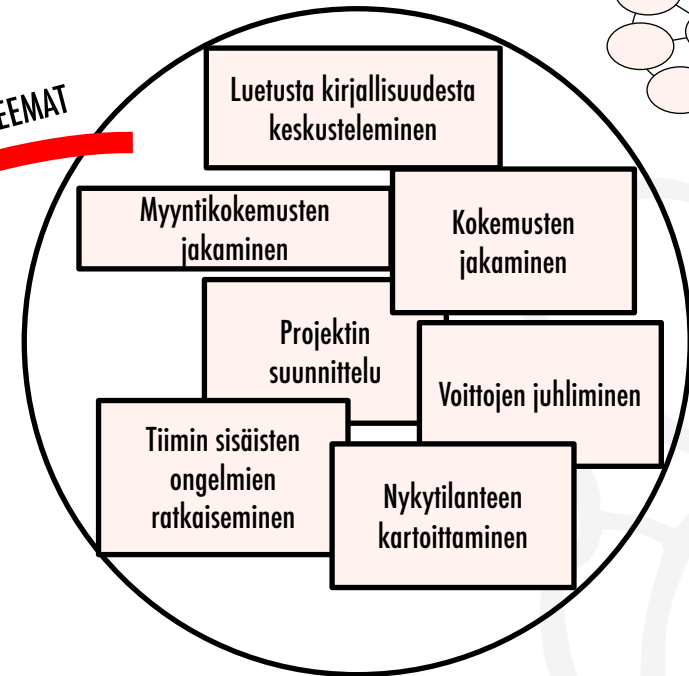 EEMAT
Luetusta kirjallisuudesta
keskusteleminen
Myyntikokemusten
jakaminen
Kokemusten
jakaminen
Projektin
suunnittelu
Voittojen juhliminen
Tiimin sisäisten
ongelmien
ratkaiseminen
Nykytilanteen
kartoittaminen